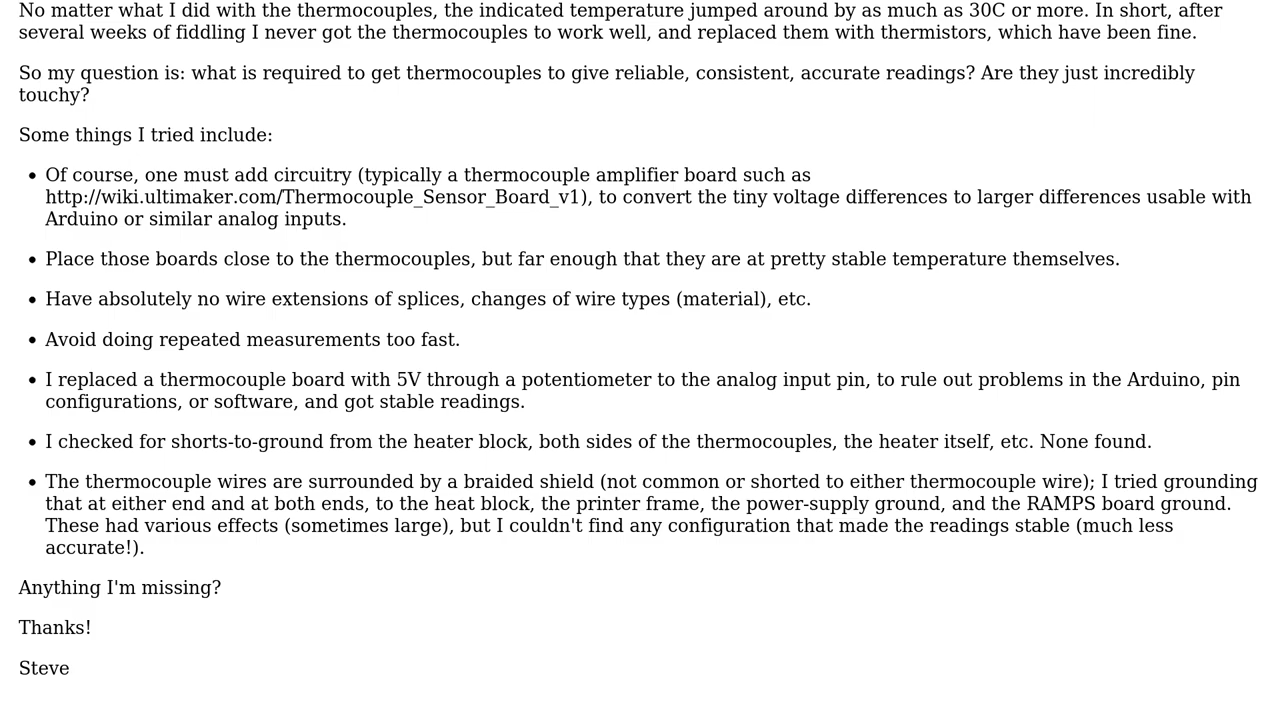 No matter what I did with the thermocouples, the indicated temperature jumped around by as much as 30C or more. In short, after
several weeks of fiddling I never got the thermocouples to work well, and replaced them with thermistors, which have been fine.
So my question is: what is required to get thermocouples to give reliable, consistent, accurate readings? Are they just incredibly
touchy?
Some things I tried include:
• Of course, one must add circuitry (typically a thermocouple amplifier board such as
http://wiki.ultimaker.com/Thermocouple_Sensor_Board_v1), to convert the tiny voltage differences to larger differences usable with
Arduino or similar analog inputs.
• Place those boards close to the thermocouples, but far enough that they are at pretty stable temperature themselves.
• Have absolutely no wire extensions of splices, changes of wire types (material), etc.
• Avoid doing repeated measurements too fast.
• I replaced a thermocouple board with 5V through a potentiometer to the analog input pin, to rule out problems in the Arduino, pin
configurations, or software, and got stable readings.
• I checked for shorts-to-ground from the heater block, both sides of the thermocouples, the heater itself, etc. None found.
• The thermocouple wires are surrounded by a braided shield (not common or shorted to either thermocouple wire); I tried grounding
that at either end and at both ends, to the heat block, the printer frame, the power-supply ground, and the RAMPS board ground.
These had various effects (sometimes large), but I couldn't find any configuration that made the readings stable (much less
accurate!).
Anything I'm missing?
Thanks!
Steve